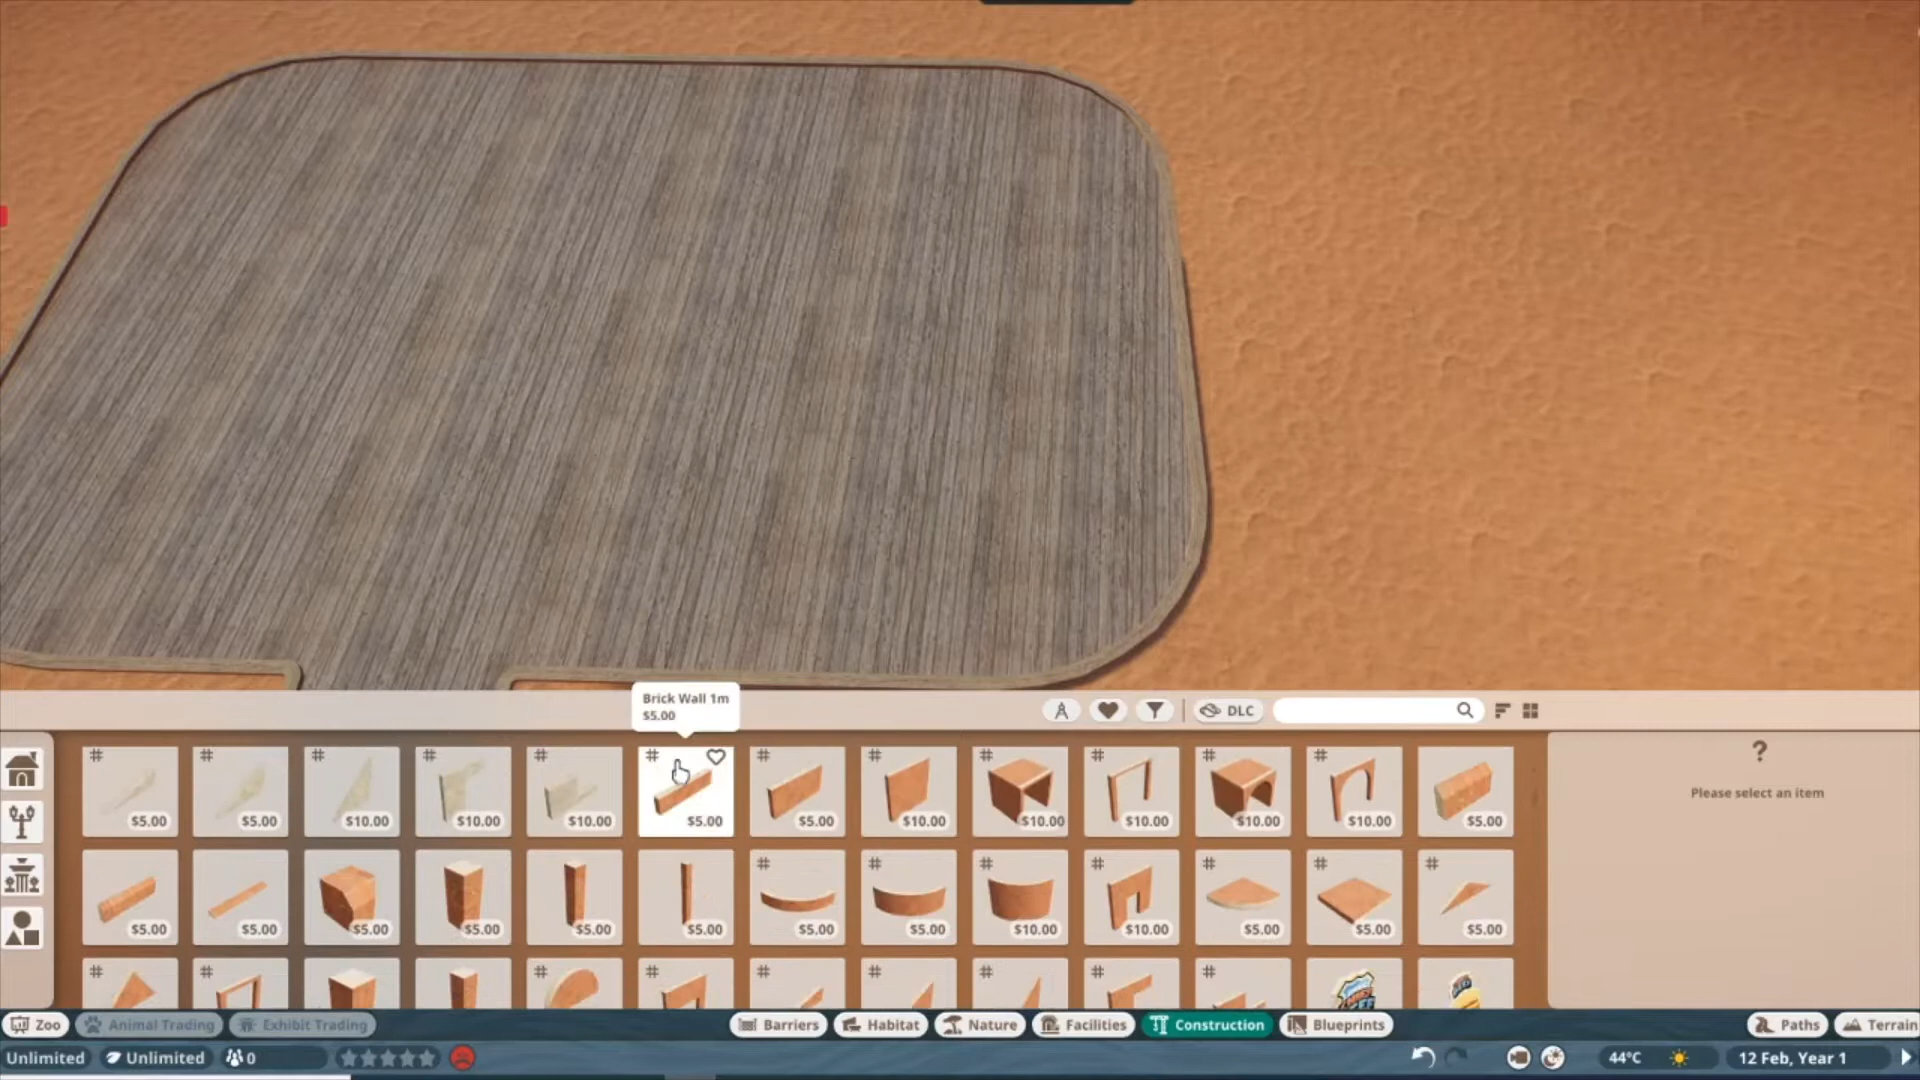 Brick Wall 1m
$5.00
DLC
?
Please select an item
# # # # # # # # # # # #
$5.00 $5.00 $10.00 $10.00 $10.00 $5.00 $5.00 $10.00 $10.00 $10.00 $10.00 $10.00 $5.00
# # # # # # #
$5.00 $5.00 $5.00 $5.00 $5.00 $5.00 $5.00 $5.00 $10.00 $10.00 $5.00 $5.00 $5.00
# # # # # # # # #
Zoo Animal Trading Exhibit Trading Barriers Habitat Nature Facilities Construction Blueprints Paths Terrain
Unlimited Unlimited 0 44°C 12 Feb, Year 1